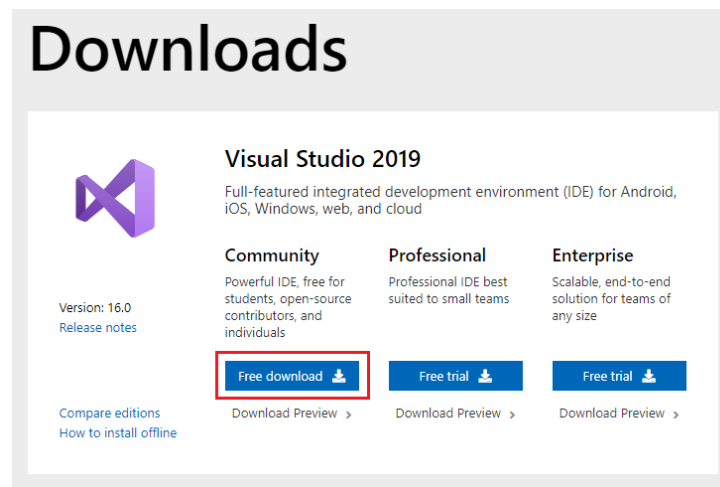 Downloads
Visual Studio 2019
Full-featured integrated development environment (IDE) for Android,
iOS, Windows, web, and cloud
Community
Powerful IDE, free for
students, open-source
contributors, and
individuals
Free download
Download Preview >
Professional
Professional IDE best
suited to small teams
Free trial
Download Preview >
Enterprise
Scalable, end-to-end
solution for teams of
any size
Free trial
Download Preview >
Version: 16.0
Release notes
Compare editions
How to install offline